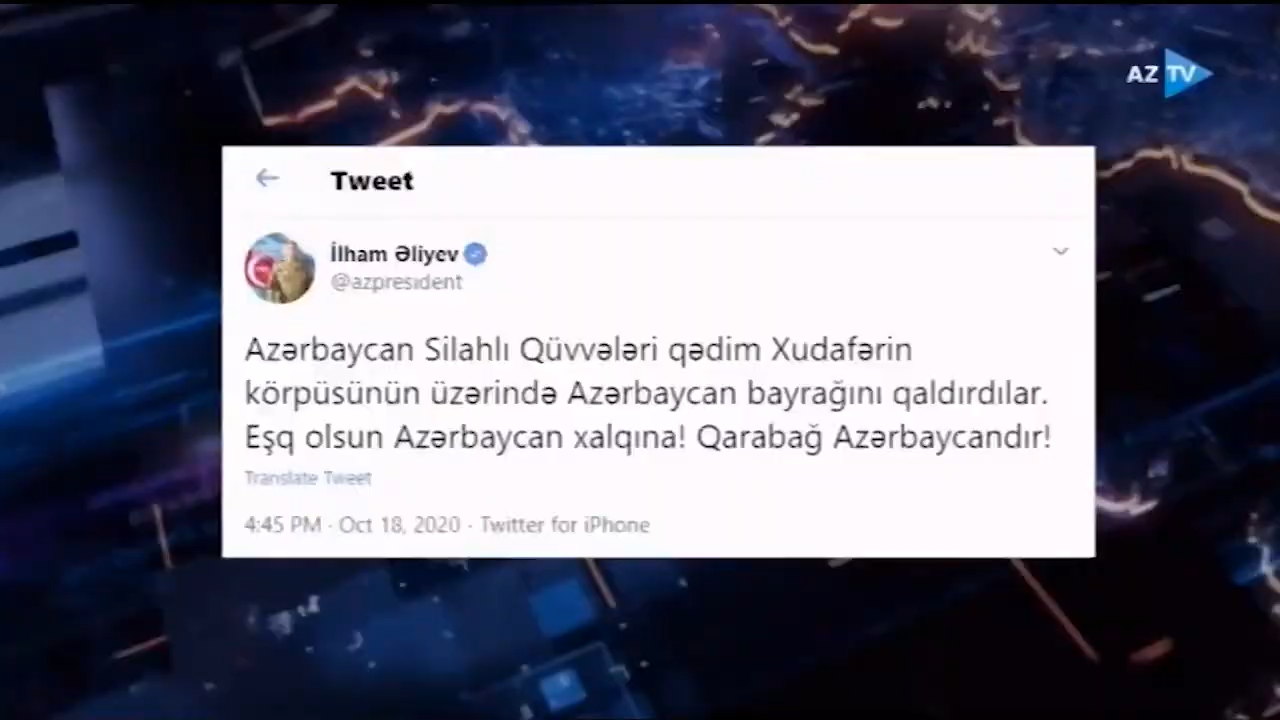 AZ TV
Tweet
İlham Əliyev
@azpresident
Azərbaycan Silahlı Qüvvələri qədim Xudafərin
körpüsünün üzərində Azərbaycan bayrağını qaldırdılar.
Eşq olsun Azərbaycan xalqına! Qarabağ Azərbaycandır!
Translate Tweet
4:45 PM · Oct 18, 2020 · Twitter for iPhone